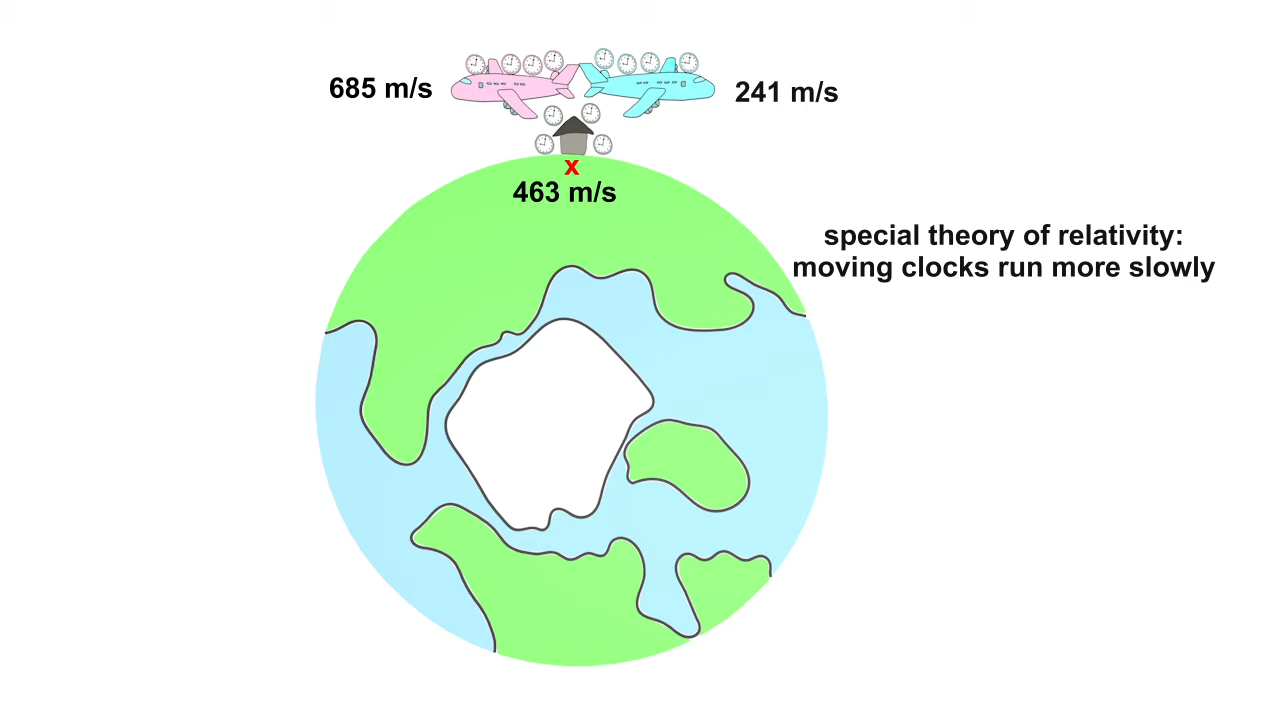 685 m/s
241 m/s
x
463 m/s
special theory of relativity:
moving clocks run more slowly